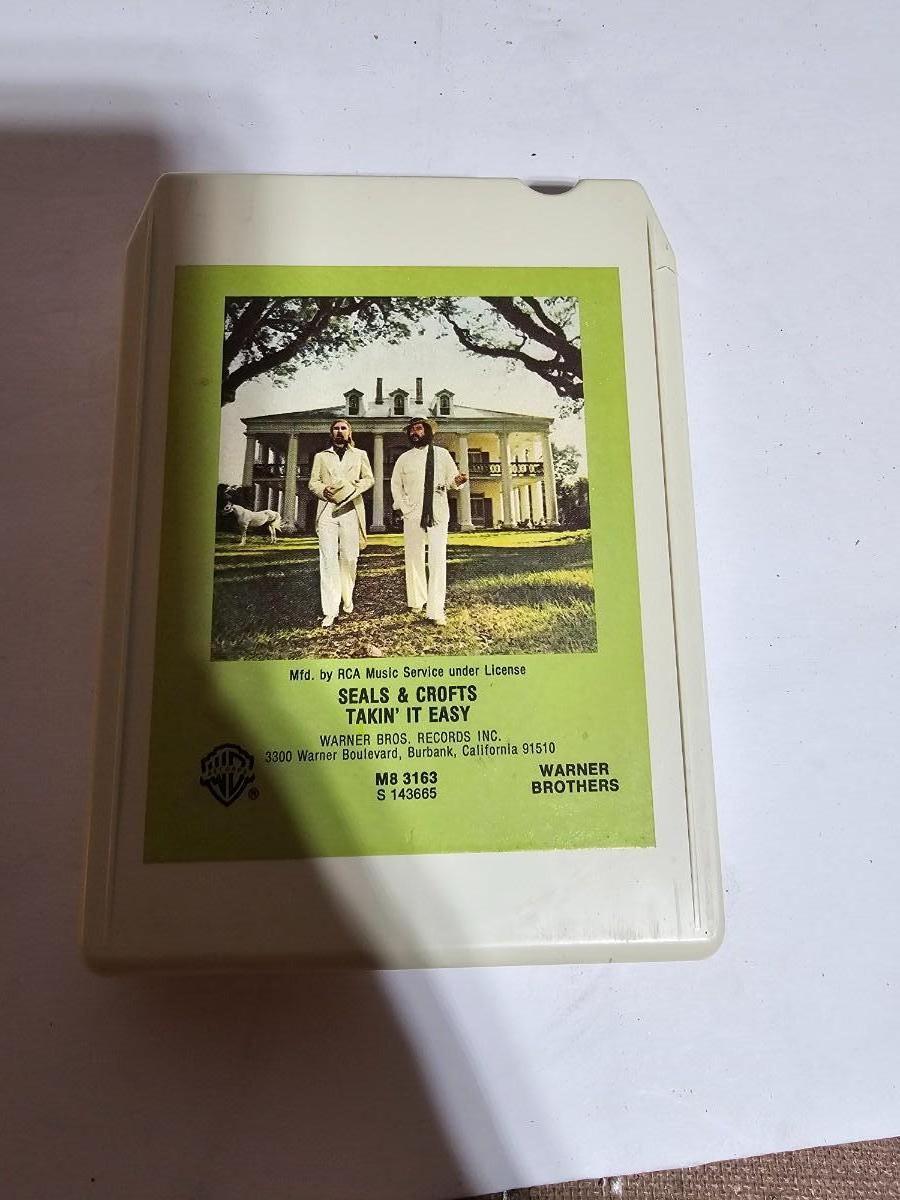 Mfd. by RCA Music Service under License
SEALS & CROFTS
TAKIN' IT EASY
WARNER BROS. RECORDS INC.
3300 Warner Boulevard, Burbank, California 91510
M8 3163
S 143665
WARNER
BROTHERS
®